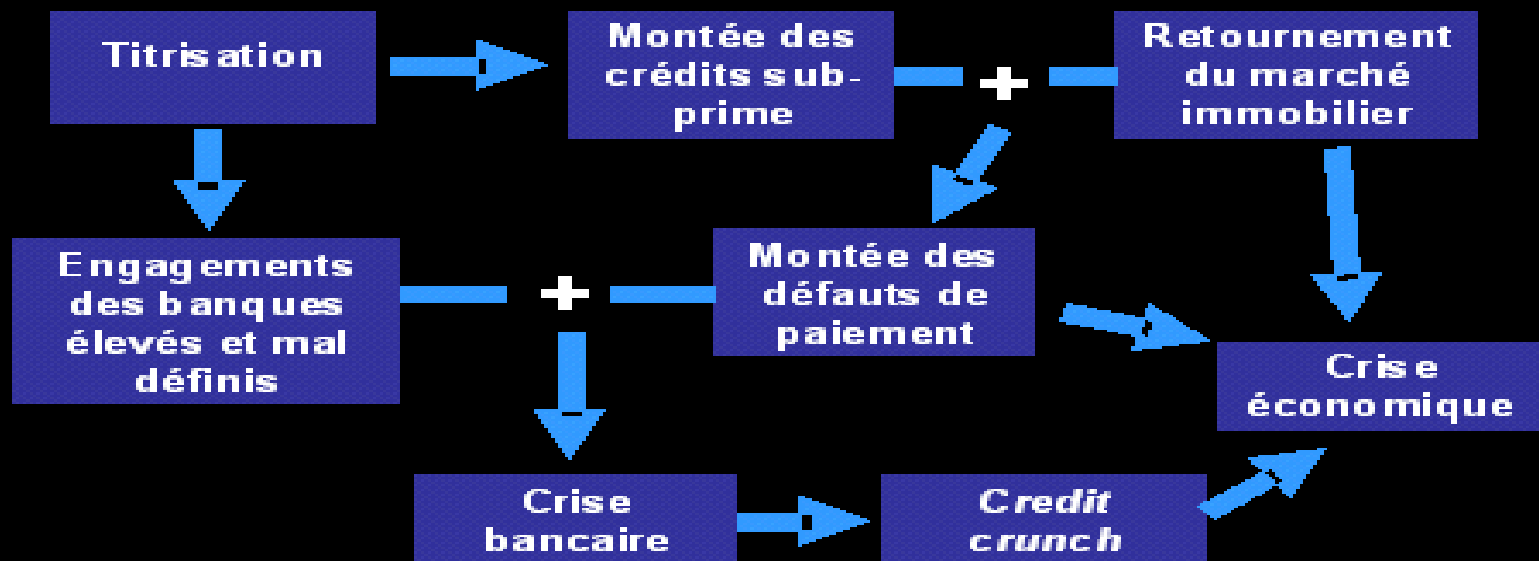 Titrisation
Montée des
crédits sub-
prime
+
Retournement
du marché
immobilier
Engagements
des banques
élevés et mal
définis
+
Montée des
défauts de
paiement
Crise
économique
Crise
bancaire
Credit
crunch